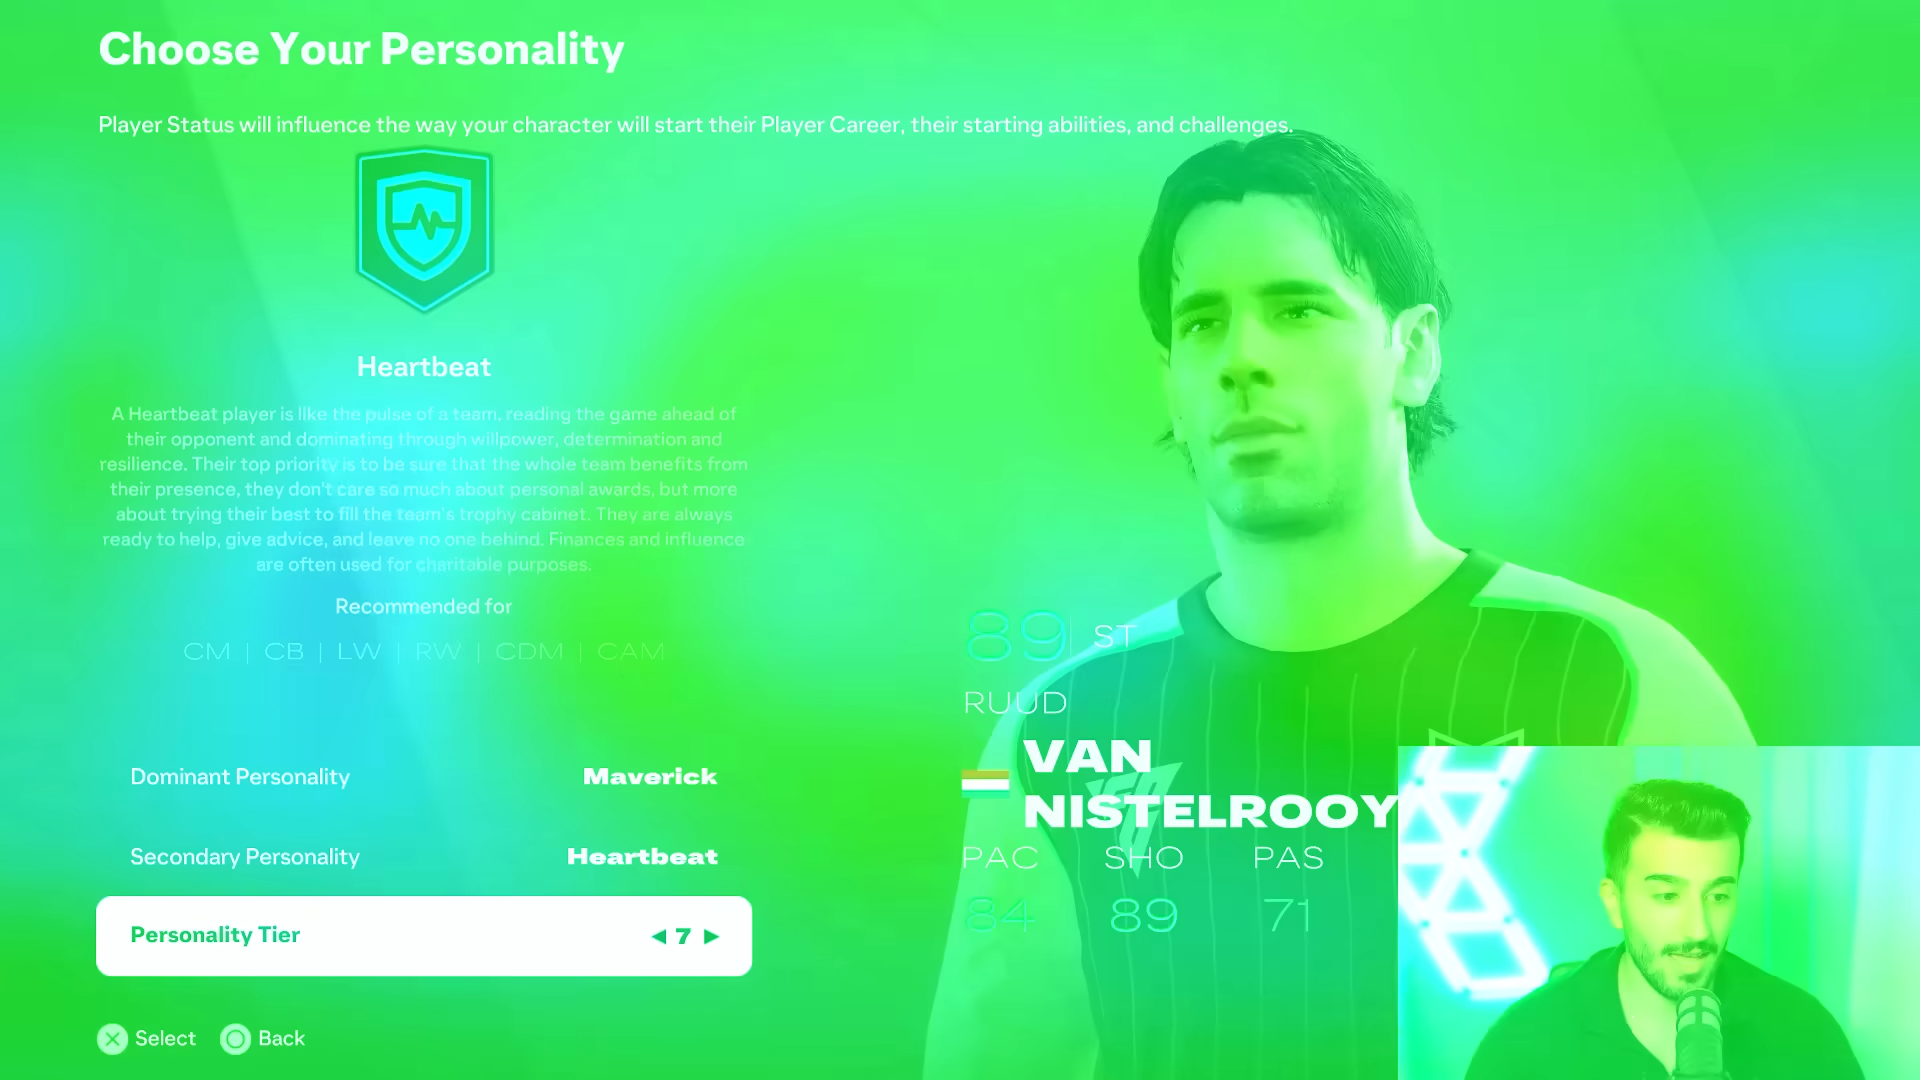 Choose Your Personality
Player Status will influence the way your character will start their Player Career, their starting abilities, and challenges.
Heartbeat
A Heartbeat player is like the pulse of a team, reading the game ahead of
their opponent and dominating through willpower, determination and
resilience. Their top priority is to be sure that the whole team benefits from
their presence, they don't care so much about personal awards, but more
about trying their best to fill the team's trophy cabinet. They are always
ready to help, give advice, and leave no one behind. Finances and influence
are often used for charitable purposes.
Recommended for
CM | CB | LW | RW | CDM | CAM
Dominant Personality Maverick
Secondary Personality Heartbeat
Personality Tier 7
Select Back
89 ST
RUUD
VAN
NISTELROOY
PAC SHO PAS
84 89 71